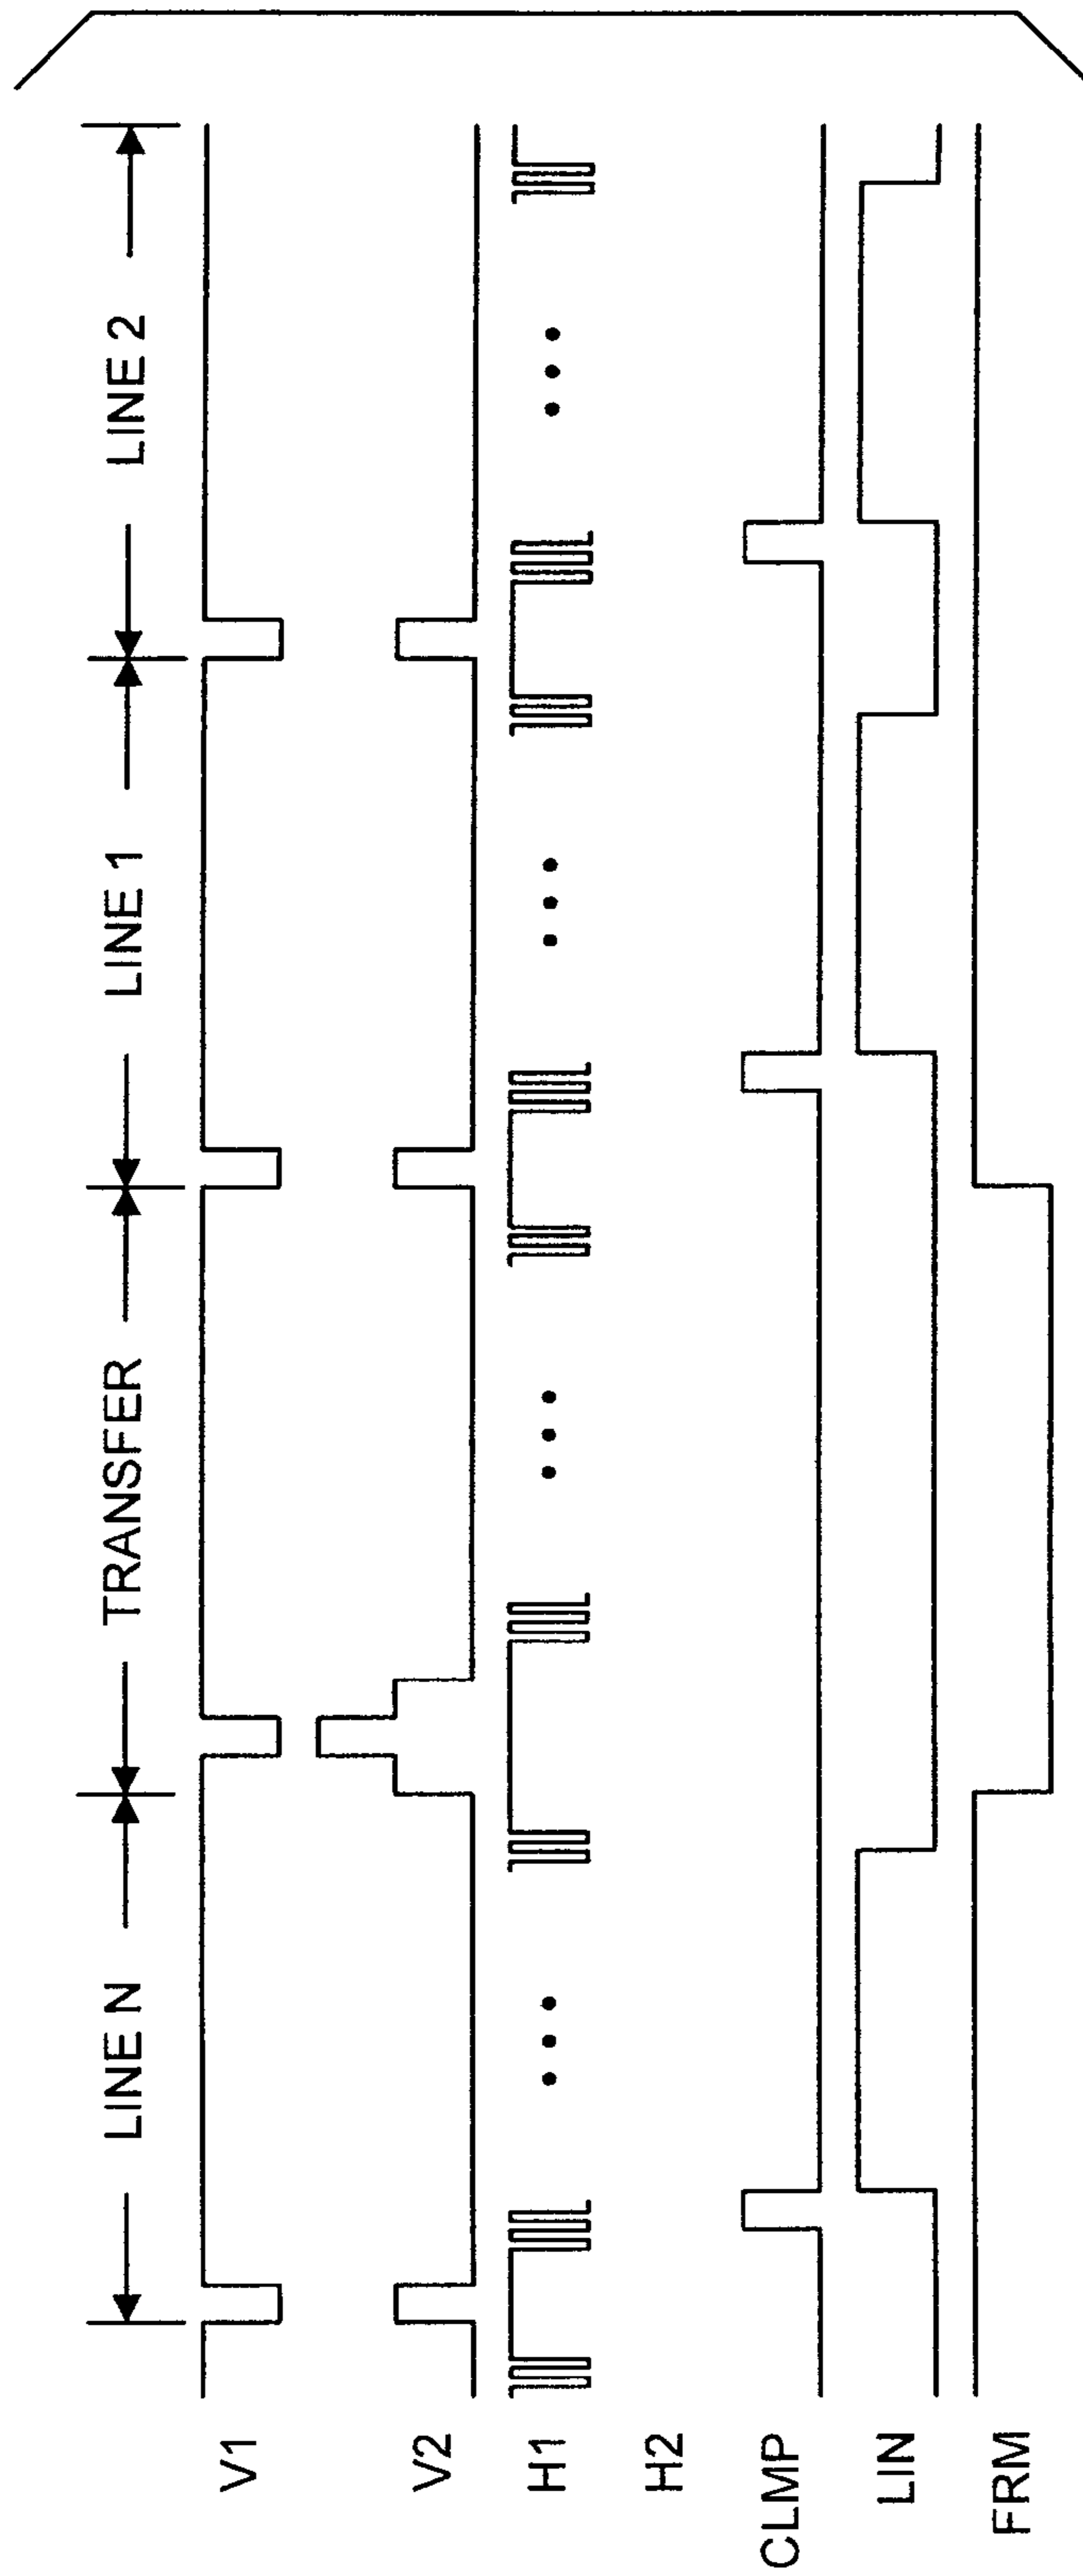 LINE N
TRANSFER
LINE 1
LINE 2
V1
V2
H1
H2
CLMP
LIN
FRM